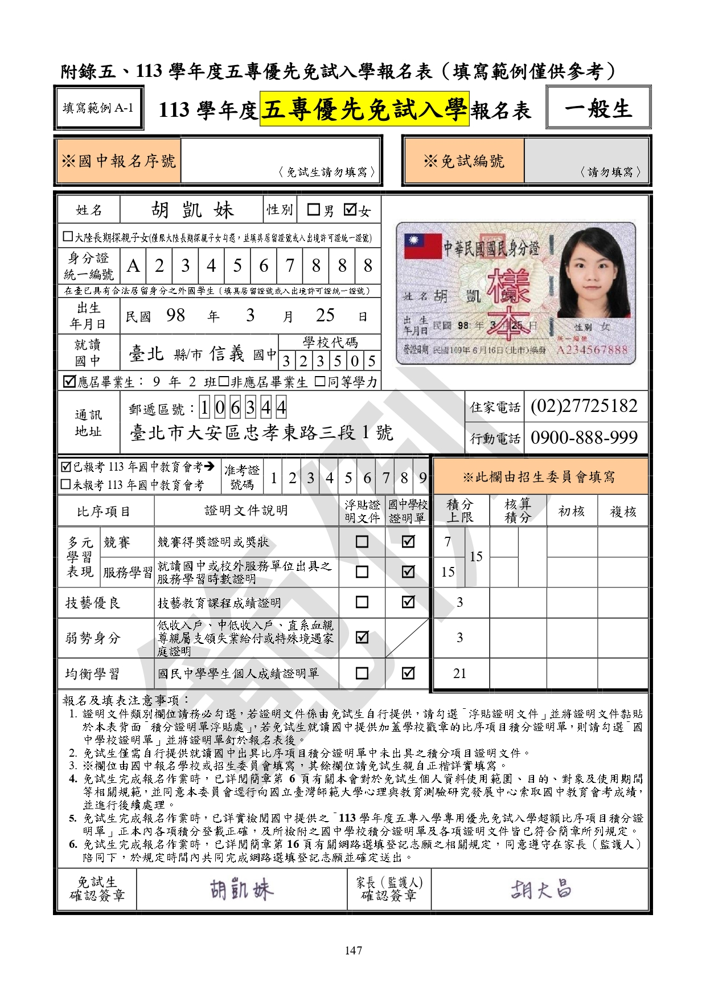 附錄五、113 學年度五專優先免試入學報名表（填寫範例僅供參考）
填寫範例 A-1
113 學年度五專優先免試入學報名表
一般生
※國中報名序號
〈免試生請勿填寫〉
※免試編號
〈請勿填寫〉
姓名 胡 凱 妹 性別 □男 ☑女
□大陸長期探親子女(僅限大陸長期探親子女勾選，並填具居留證號或入出境許可證統一證號)
身分證
統一編號 A 2 3 4 5 6 7 8 8 8
在臺已具有合法居留身分之外國學生（填具居留證號或入出境許可證統一證號）
出生
年月日 民國 98 年 3 月 25 日
就讀
國中 臺北 縣/市 信義 國中
學校代碼
3 2 3 5 0 5
☑應屆畢業生： 9 年 2 班□非應屆畢業生 □同等學力
中華民國國民身分證
樣本
姓名 胡 凱
出生
年月日 民國 98 年 3 月 25 日
性別 女
統一編號
發證日期 民國109年6月16日(北市)換發 A234567888
通訊
地址
郵遞區號：106344
臺北市大安區忠孝東路三段 1 號
住家電話 (02)27725182
行動電話 0900-888-999
☑已報考 113 年國中教育會考➔
□未報考 113 年國中教育會考
准考證
號碼 1 2 3 4 5 6 7 8 9
※此欄由招生委員會填寫
比序項目 證明文件說明
浮貼證
明文件
國中學校
證明單
積分
上限
核算
積分
初核 複核
多元
學習
表現
競賽 競賽得獎證明或獎狀 □ ☑ 7
15
服務學習 就讀國中或校外服務單位出具之
服務學習時數證明 □ ☑ 15
技藝優良 技藝教育課程成績證明 □ ☑ 3
弱勢身分 低收入戶、中低收入戶、直系血親
尊親屬支領失業給付或特殊境遇家
庭證明 ☑ 3
均衡學習 國民中學學生個人成績證明單 □ ☑ 21
範例
報名及填表注意事項：
1. 證明文件類別欄位請務必勾選，若證明文件係由免試生自行提供，請勾選「浮貼證明文件」並將證明文件黏貼
於本表背面「積分證明單浮貼處」，若免試生就讀國中提供加蓋學校戳章的比序項目積分證明單，則請勾選「國
中學校證明單」並將證明單釘於報名表後。
2. 免試生僅需自行提供就讀國中出具比序項目積分證明單中未出具之積分項目證明文件。
3. ※欄位由國中報名學校或招生委員會填寫，其餘欄位請免試生親自正楷詳實填寫。
4. 免試生完成報名作業時，已詳閱簡章第 6 頁有關本會對於免試生個人資料使用範圍、目的、對象及使用期間
等相關規範，並同意本委員會逕行向國立臺灣師範大學心理與教育測驗研究發展中心索取國中教育會考成績，
並進行後續處理。
5. 免試生完成報名作業時，已詳實檢閱國中提供之「113 學年度五專入學專用優先免試入學超額比序項目積分證
明單」正本內各項積分登載正確，及所檢附之國中學校積分證明單及各項證明文件皆已符合簡章所列規定。
6. 免試生完成報名作業時，已詳閱簡章第 16 頁有關網路選填登記志願之相關規定，同意遵守在家長（監護人）
陪同下，於規定時間內共同完成網路選填登記志願並確定送出。
免試生
確認簽章 胡凱妹
家長（監護人)
確認簽章 胡大昌
147